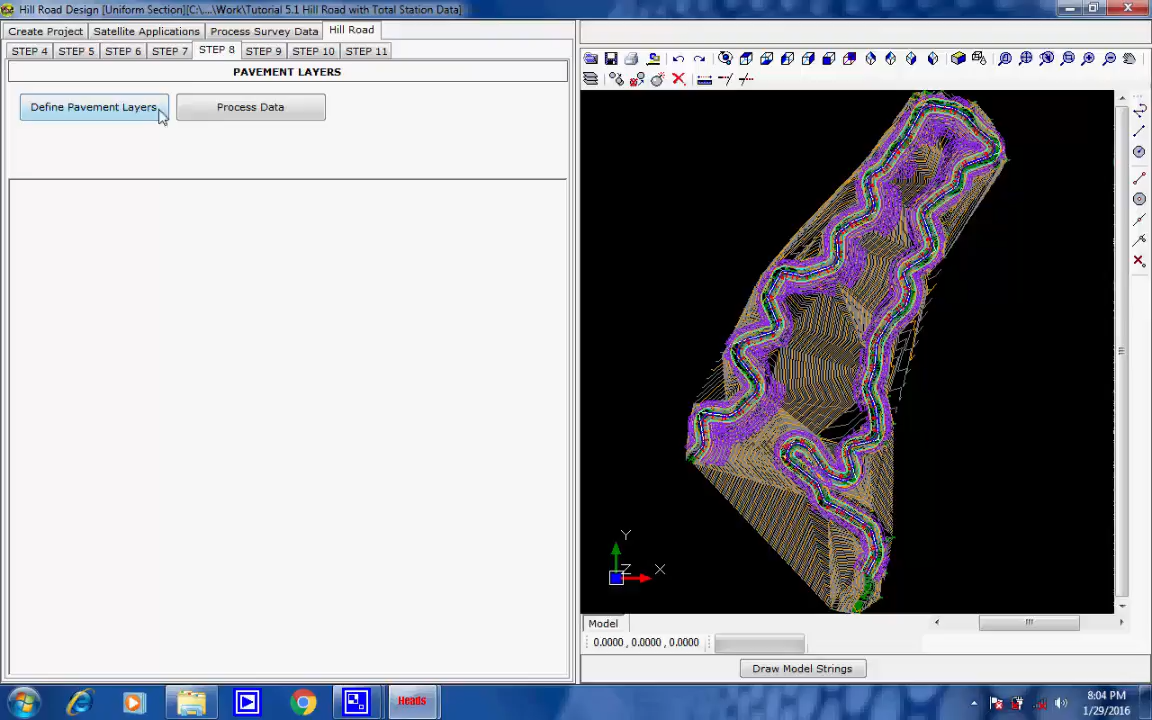 Hill Road Design [Uniform Section][C:\...\Work\Tutorial 5.1 Hill Road with Total Station Data]
Create Project Satellite Applications Process Survey Data Hill Road
STEP 4 STEP 5 STEP 6 STEP 7 STEP 8 STEP 9 STEP 10 STEP 11
PAVEMENT LAYERS
Define Pavement Layers Process Data
Y
Z X
Model
0.0000 , 0.0000 , 0.0000
Draw Model Strings
Heads
8:04 PM
1/29/2016